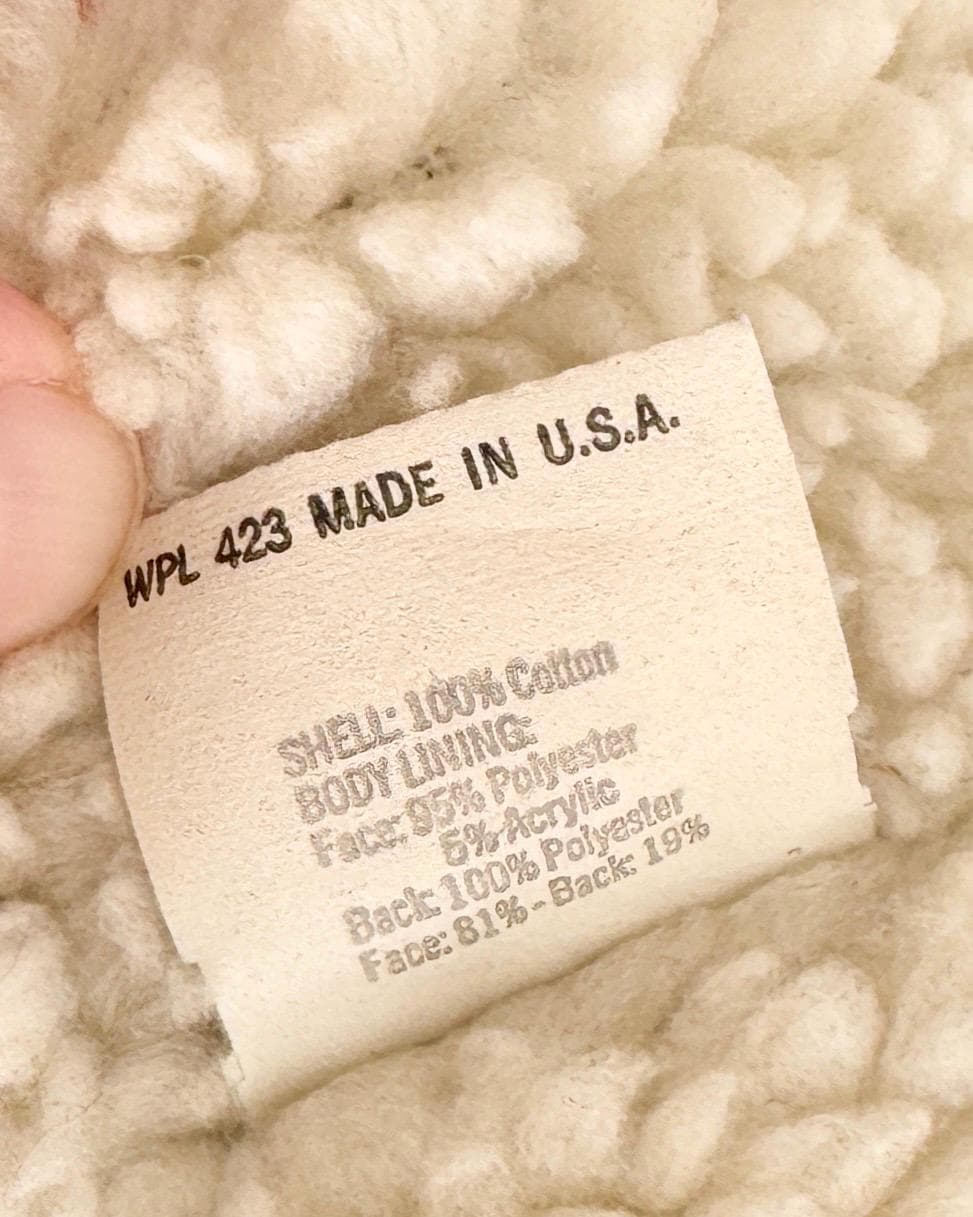 WPL 423 MADE IN U.S.A.
SHELL: 100% Cotton
BODY LINING:
Face: 95% Polyester
5% Acrylic
Back: 100% Polyester
Face: 81% - Back: 19%